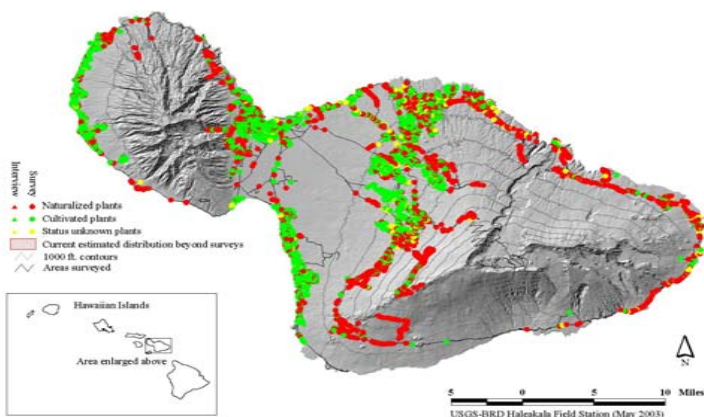 Interview
Survey
Naturalized plants
Cultivated plants
Status unknown plants
Current estimated distribution beyond surveys
1000 ft. contours
Areas surveyed
Hawaiian Islands
Area enlarged above
N
5 0 5 10 Miles
USGS-BRD Haleakala Field Station (May 2003)